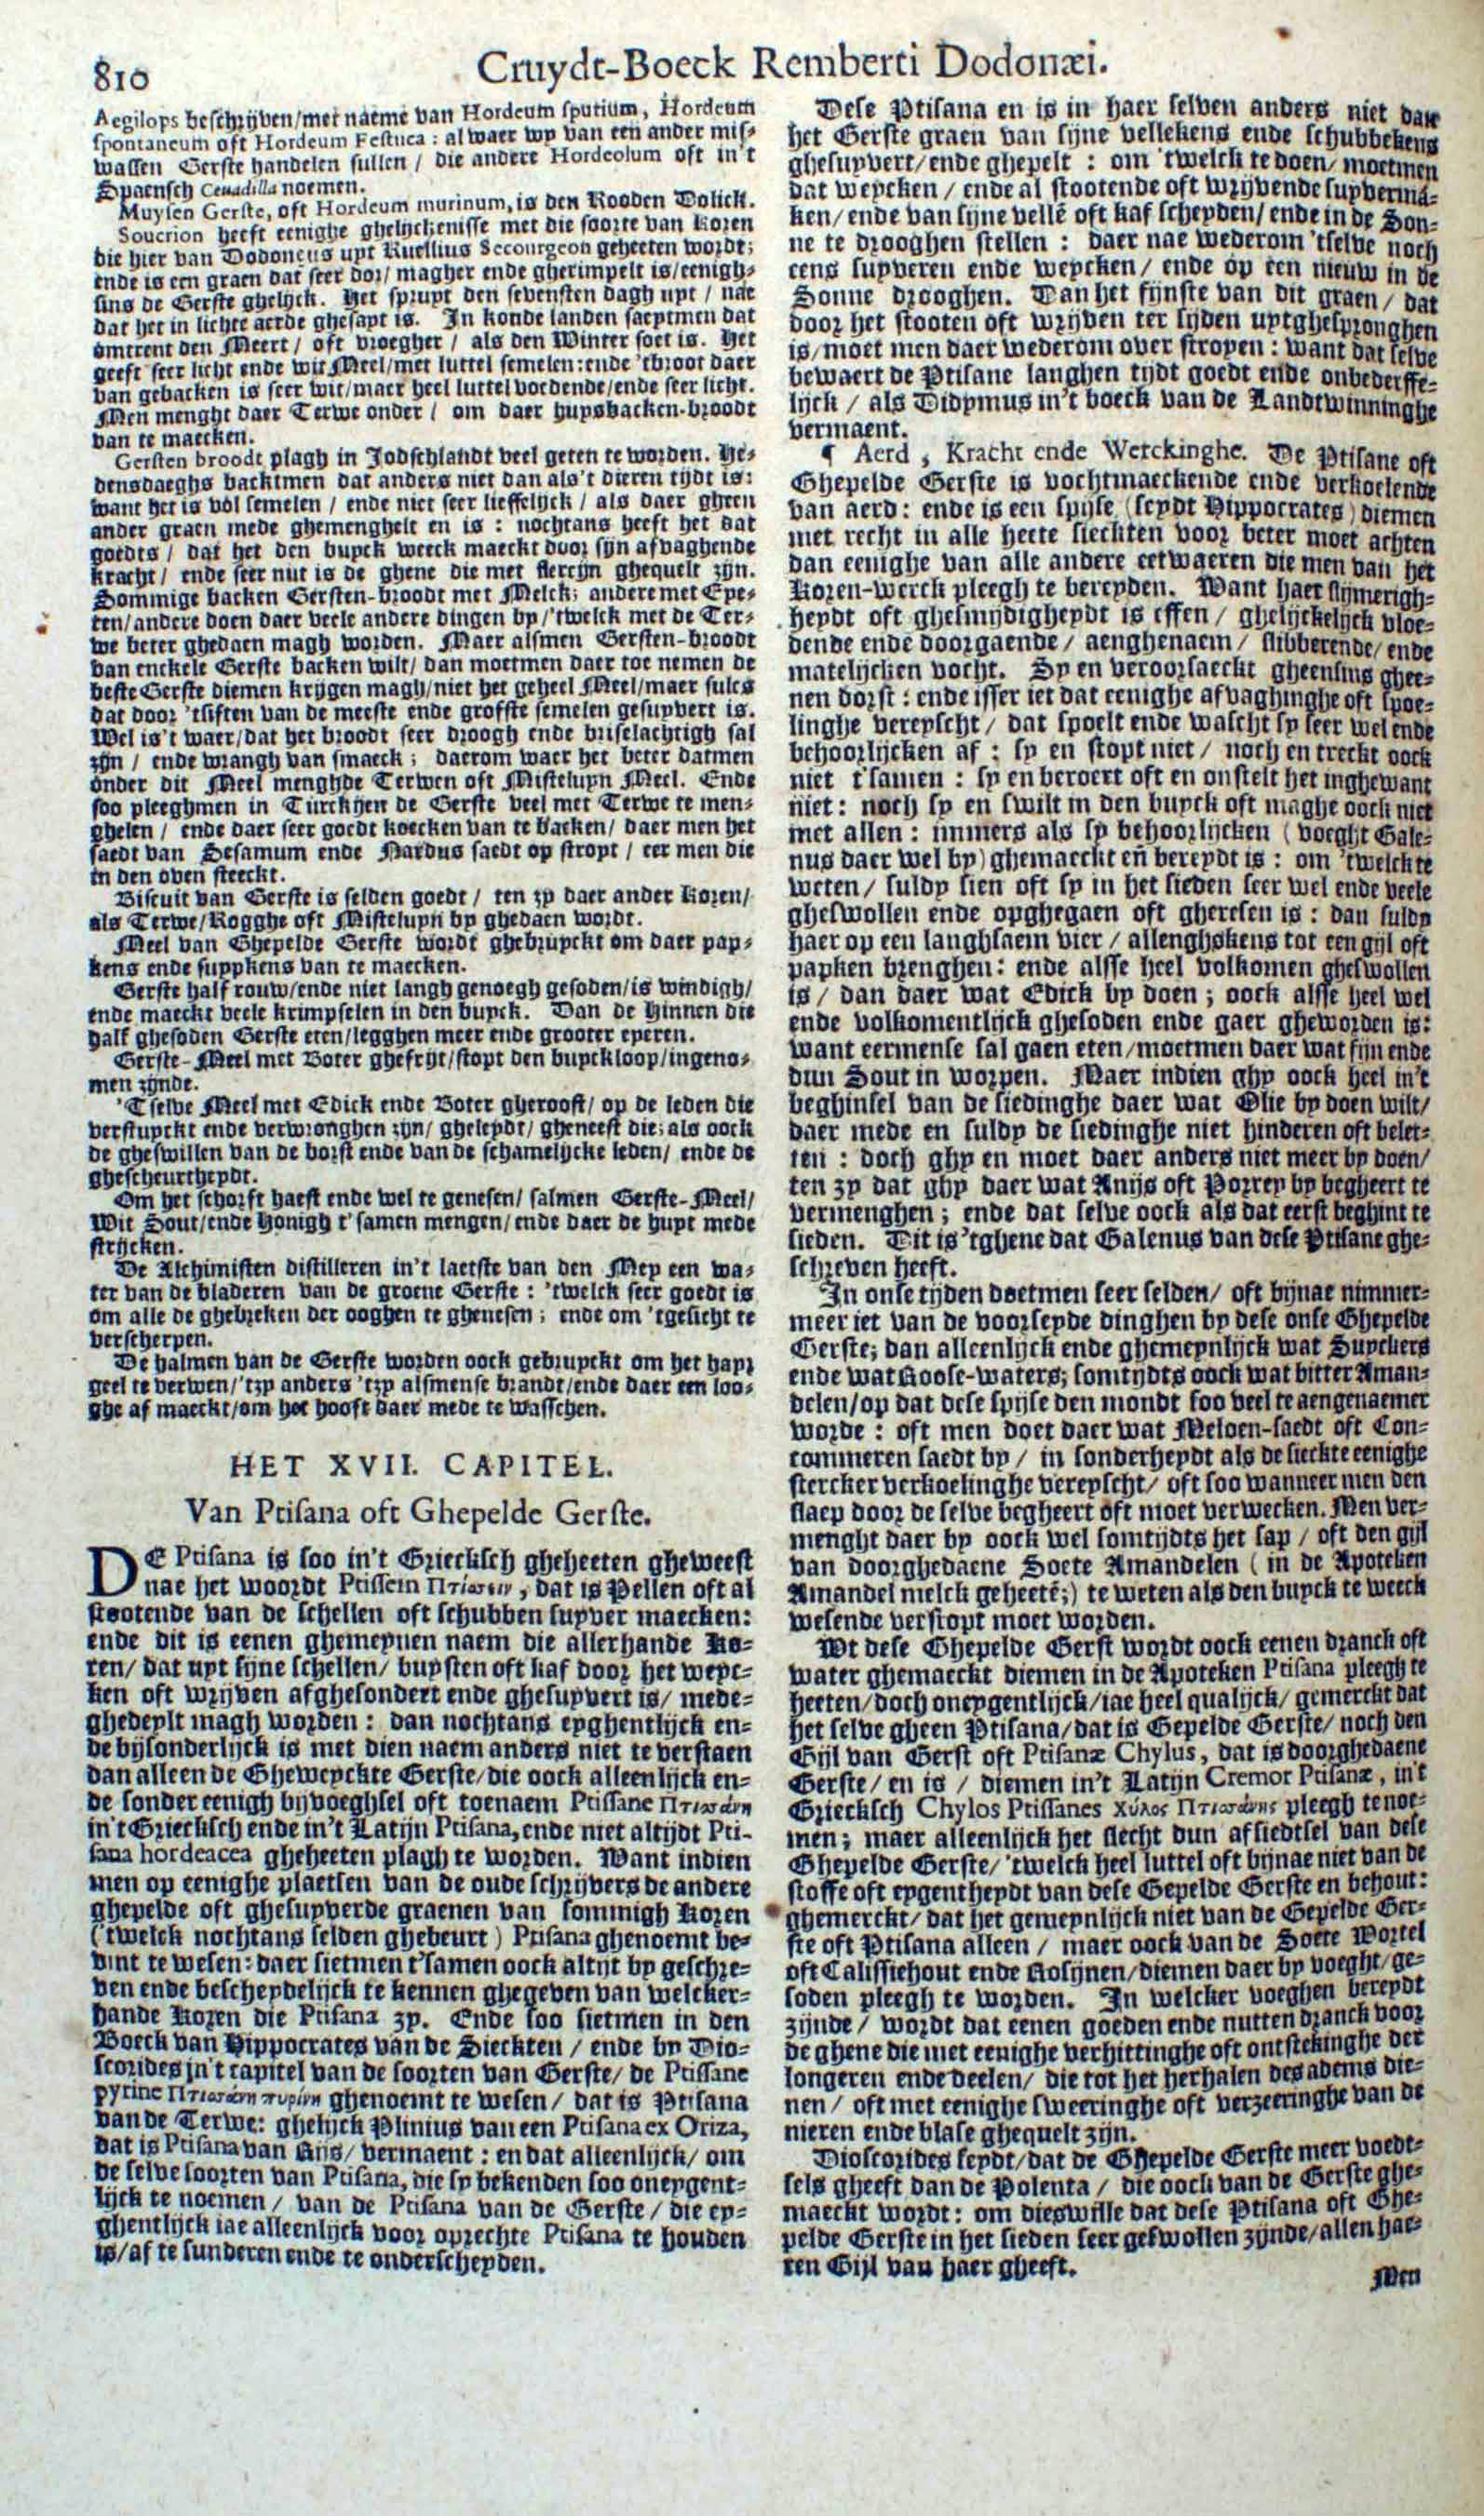 810
Cruydt-Boeck Remberti Dodonæi.
Aegilops beschrijven/met naeme van Hordeum spurium, Hordeum
spontaneum oft Hordeum Festuca: alwaer wy van een ander mis-
wassen Gerste handelen sullen / die andere Hordeolum oft in't
Spaensch Ceuadilla noemen.
Muysen Gerste, oft Hordeum murinum, is den Rooden Dolick.
Soucrion heeft eenighe ghelijckenisse met die soorte van Koren
die hier van Dodoneus uyt Ruellius Secourgeon geheeten wordt;
ende is een graen dat seer dor/ magher ende gherimpelt is/eenigh-
sins de Gerste ghelijck. Het spruyt den sevensten dagh uyt / nae
dat het in lichte aerde ghesayt is. In koude landen saeytmen dat
omtrent den Meert / oft vroegher / als den Winter soet is. Het
geeft seer licht ende wit Meel/met luttel semelen: ende 'tbroot daer
van gebacken is seer wit/maer heel luttel voedende/ende seer licht.
Men menght daer Terwe onder / om daer huysbacken-broodt
van te maecken.
Gersten broodt plagh in Jodschlandt veel geten te worden. He-
densdaeghs backtmen dat anders niet dan als't dieren tijdt is:
want het is vol semelen / ende niet seer lieffelijck / als daer gheen
ander graen mede ghemenghelt en is: nochtans heeft het dat
goedts / dat het den buyck weeck maeckt door sijn afvaghende
kracht / ende seer nut is de ghene die met flercijn ghequelt zijn.
Sommige backen Gersten-broodt met Melck; andere met Eye-
ren/andere doen daer veele andere dingen by/'twelck met de Ter-
we beter ghedaen magh worden. Maer alsmen Gersten-broodt
van enckele Gerste backen wilt/ dan moetmen daer toe nemen de
beste Gerste diemen krijgen magh/niet het geheel Meel/maer sulcs
dat door 'tsiften van de meeste ende grofste semelen gesuyvert is.
Wel is't waer/dat het broodt seer droogh ende briselachtigh sal
zijn / ende wrangh van smaeck; daerom waer het beter datmen
onder dit Meel menghde Terwen oft Mistelupn Meel. Ende
soo pleeghmen in Turckijen de Gerste veel met Terwe te men-
ghelen / ende daer seer goedt koecken van te backen/ daer men het
saedt van Sesamum ende Nardus saedt op stroyt / eer men die
in den oven steeckt.
Biscuit van Gerste is selden goedt / ten zy daer ander Koren/
als Terwe/Rogghe oft Mistelupn by ghedaen wordt.
Meel van Ghepelde Gerste wordt ghebruyckt om daer pap-
kens ende suppkens van te maecken.
Gerste half rouw/ende niet langh genoegh gesoden/is windigh/
ende maeckt veele krimpselen in den buyck. Dan de Hinnen die
half ghesoden Gerste eten/legghen meer ende grooter eyeren.
Gerste-Meel met Boter ghefrijt/stopt den buyckloop/ingeno-
men zijnde.
'Tselve Meel met Edick ende Boter gheroost/ op de leden die
verstuyckt ende verwronghen zijn/ gheleydt/ gheneest die; als oock
de gheswillen van de borst ende van de schamelijcke leden/ ende de
ghescheurtheydt.
Om het schorft haest ende wel te genesen/ salmen Gerste-Meel/
Wit Sout/ende Honigh t'samen mengen/ende daer de huyt mede
strijcken.
De Alchimisten distilleren in't laetste van den Mey een wa-
ter van de bladeren van de groene Gerste: 'twelck seer goedt is
om alle de ghebreken der ooghen te ghenesen; ende om 'tgesicht te
verscherpen.
De halmen van de Gerste worden oock gebruyckt om het hayr
geel te verwen/'tzy anders 'tzy alsmense brandt/ende daer een loo-
ghe af maeckt/om het hooft daer mede te wasschen.
HET XVII. CAPITEL.
Van Ptisana oft Ghepelde Gerste.
DE Ptisana is soo in't Grieckſch gheheeten gheweest
nae het woordt Ptissein Πτίσσειν, dat is Pellen oft al
stootende van de schellen oft schubben suyver maecken:
ende dit is eenen ghemeynen naem die allerhande Ko-
ren/ dat uyt sijne schellen/ buysten oft kaf door het weyc-
ken oft wrijven afghesondert ende ghesuyvert is/ mede-
ghedeylt magh worden: dan nochtans eyghentlijck en-
de bysonderlijck is met dien naem anders niet te verstaen
dan alleen de Gheweyckte Gerste/die oock alleenlijck en-
de sonder eenigh bijvoeghsel oft toenaem Ptissane Πτισσάνη
in't Grieckſch ende in't Latijn Ptisana, ende niet altijdt Pti-
sana hordeacea gheheeten plagh te worden. Want indien
men op eenighe plaetsen van de oude schrijvers de andere
ghepelde oft ghesuyverde graenen van sommigh Koren
('twelck nochtans selden ghebeurt) Ptisana ghenoemt be-
vint te wesen: daer sietmen t'samen oock altijt by geschre-
ven ende bescheydelijck te kennen ghegeven van welcker-
hande Koren die Ptisana zy. Ende soo sietmen in den
Boeck van Hippocrates van de Sieckten / ende by Dio-
scorides in't capitel van de soorten van Gerste/ de Ptissane
pyrine Πτισσάνη πυρίνη ghenoemt te wesen/ dat is Ptisana
van de Terwe: ghelijck Plinius van een Ptisana ex Oriza,
dat is Ptisana van Rijs/ vermaent: en dat alleenlijck/ om
de selve soorten van Ptisana, die sy bekenden soo oneygent-
lijck te noemen / van de Ptisana van de Gerste / die ey-
ghentlijck iae alleenlijck voor oprechte Ptisana te houden
is/af te sunderen ende te onderscheyden.
Dese Ptisana en is in haer selven anders niet dan
het Gerste graen van sijne vellekens ende schubbekens
ghesuyvert/ende ghepelt: om 'twelck te doen/ moetmen
dat weycken / ende al stootende oft wrijvende suyver ma-
ken/ ende van sijne velle oft kaf scheyden/ ende in de Son-
ne te drooghen stellen: daer nae wederom 'tselve noch
eens suyveren ende weycken/ ende op een nieuw in de
Sonne drooghen. Dan het fijnste van dit graen / dat
door het stooten oft wrijven ter sijden uytghespronghen
is/moet men daer wederom over stroyen: want dat selve
bewaert de Ptisane langhen tijdt goedt ende onbederffe-
lijck / als Didymus in't boeck van de Landtwinninghe
vermaent.
¶ Aerd, Kracht ende Werckinghe. De Ptisane oft
Ghepelde Gerste is vochtmaeckende ende verkoelende
van aerd: ende is een spijse (seydt Hippocrates) diemen
met recht in alle heete sieckten voor beter moet achten
dan eenighe van alle andere eetwaeren die men van het
Koren-werck pleegh te bereyden. Want haer slijmerigh-
heydt oft ghesmijdigheydt is effen / ghelijckelijck vloe-
dende ende doorgaende / aenghenaem / slibberende/ ende
matelijcken vocht. Sy en veroorsaeckt gheensins ghee-
nen dorst: ende isser iet dat eenighe afvaghinghe oft spoe-
linghe vereyscht / dat spoelt ende wascht sy seer wel ende
behoorlijcken af: sy en stopt niet / noch en treckt oock
niet t'samen: sy en beroert oft en onstelt het inghewant
niet: noch sy en swilt in den buyck oft maghe oock niet
met allen: immers als sy behoorlijcken (voeght Gale-
nus daer wel by) ghemaeckt en̄ bereydt is: om 'twelck te
weten/ suldy sien oft sy in het sieden seer wel ende veele
gheswollen ende opghegaen oft gheresen is: dan suldy
haer op een langhsaem vier / allenghskens tot een gijl oft
papken brenghen: ende alsse heel volkomen gheswollen
is / dan daer wat Edick by doen; oock alsse heel wel
ende volkomentlijck ghesoden ende gaer gheworden is:
want eermense sal gaen eten/moetmen daer wat fijn ende
dun Sout in worpen. Maer indien ghy oock heel in't
beghinsel van de siedinghe daer wat Olie by doen wilt/
daer mede en suldy de siedinghe niet hinderen oft belet-
ten: doch ghy en moet daer anders niet meer by doen/
ten zy dat ghy daer wat Anijs oft Porrey by begheert te
vermenghen; ende dat selve oock als dat eerst beghint te
sieden. Dit is 'tghene dat Galenus van dese Ptisane ghe-
schreven heeft.
In onse tijden doetmen seer selden/ oft bijnae nimmer-
meer iet van de voorseyde dinghen by dese onse Ghepelde
Gerste; dan alleenlijck ende ghemeynlijck wat Suyckers
ende wat Roose-waters; somtijdts oock wat bitter Aman-
delen/op dat dese spijse den mondt soo veel te aengenaemer
worde: oft men doet daer wat Meloen-saedt oft Con-
commeren saedt by / in sonderheydt als de sieckte eenighe
stercker verkoelinghe vereyscht/ oft soo wanneer men den
slaep door de selve begheert oft moet verwecken. Men ver-
menght daer by oock wel somtijdts het sap / oft den gijl
van doorghedaene Soete Amandelen (in de Apoteken
Amandel melck geheetē;) te weten als den buyck te weeck
wesende verstopt moet worden.
Wt dese Ghepelde Gerst wordt oock eenen dranck oft
water ghemaeckt diemen in de Apoteken Ptisana pleegh te
heeten/doch oneygentlijck/iae heel qualijck/ gemerckt dat
het selve gheen Ptisana/dat is Gepelde Gerste/ noch den
Gijl van Gerst oft Ptisanæ Chylus, dat is doorghedaene
Gerste / en is / diemen in't Latijn Cremor Ptisanæ, in't
Grieckſch Chylos Ptissanes Χύλος Πτισσάνης pleegh te noe-
men; maer alleenlijck het slecht dun afsiedtsel van dese
Ghepelde Gerste/ 'twelck heel luttel oft bijnae niet van de
stoffe oft eygentheydt van dese Gepelde Gerste en behout:
ghemerckt/ dat het gemeynlijck niet van de Gepelde Ger-
ste oft Ptisana alleen / maer oock van de Soete Wortel
oft Calissiehout ende Rosijnen/diemen daer by voeght/ge-
soden pleegh te worden. In welcker voeghen bereydt
zijnde / wordt dat eenen goeden ende nutten dranck voor
de ghene die met eenighe verhittinghe oft ontstekinghe der
longeren ende deelen/ die tot het herhalen des adems die-
nen/ oft met eenighe sweeringhe oft verzeeringhe van de
nieren ende blase ghequelt zijn.
Dioscorides seydt/dat de Ghepelde Gerste meer voedt-
sels gheeft dan de Polenta / die oock van de Gerste ghe-
maeckt wordt: om dieswille dat dese Ptisana oft Ghe-
pelde Gerste in het sieden seer geswollen zijnde/allen hae-
ren Gijl van haer gheeft.
Men